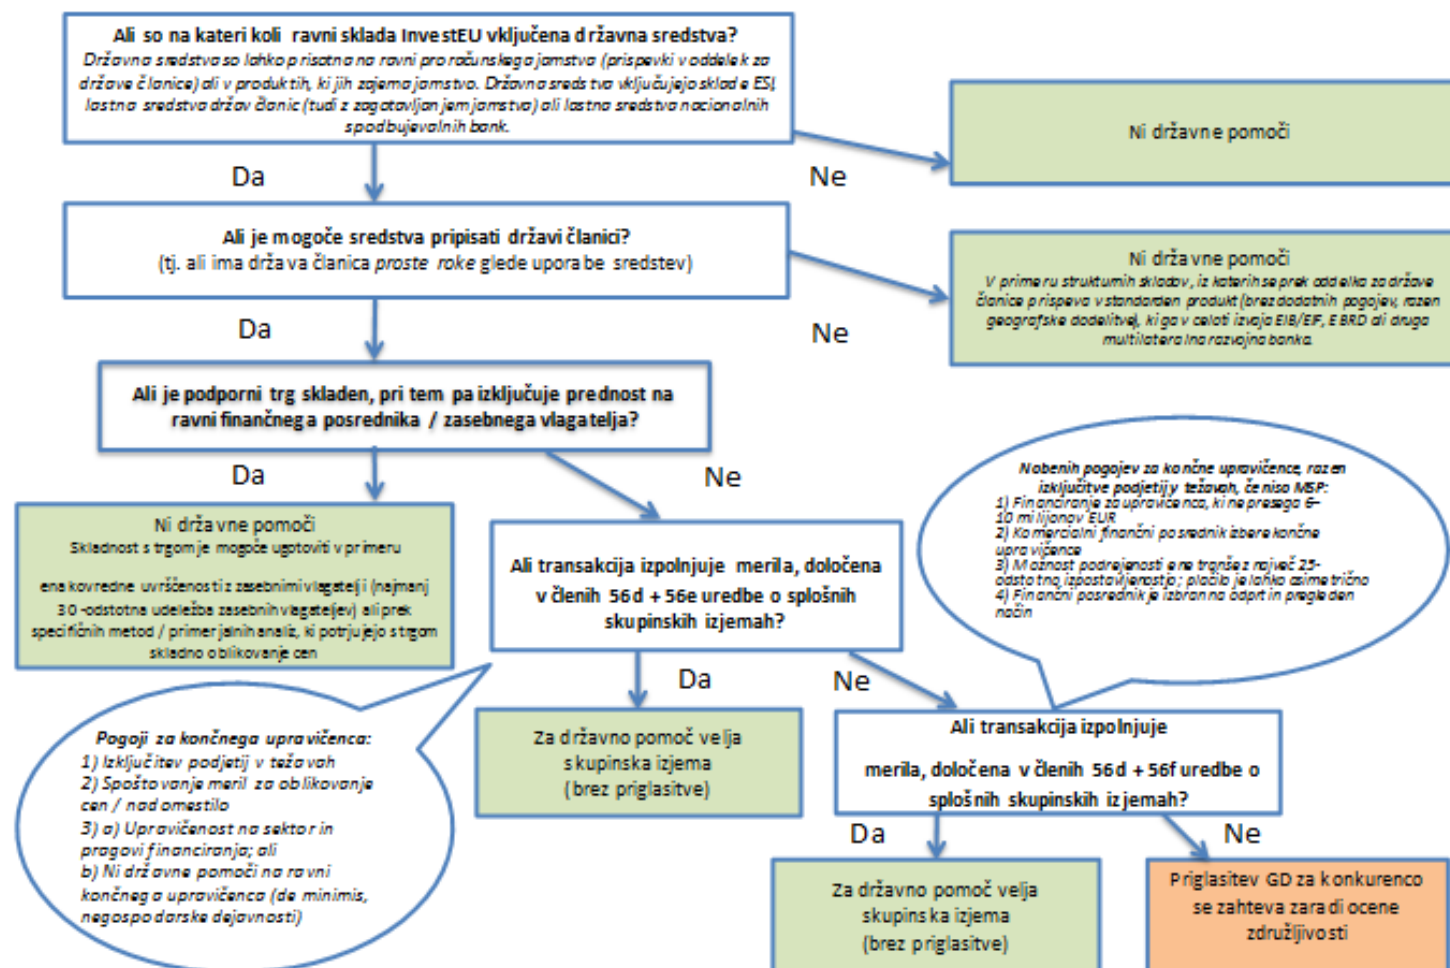 Ali so na kateri koli ravni sklada InvestEU vključena državna sredstva?
Državna sredstva so lahko prisotna na ravni proračunskega jamstva (prispevki v oddelek za
države članice) ali v produktih, ki jih zajema jamstvo. Državna sredstva vključujejo sklade ESI,
lastna sredstva držav članic (tudi z zagotavljanjem jamstva) ali lastna sredstva nacionalnih
spodbujevalnih bank.
Ni državne pomoči
Da
Ne
Ali je mogoče sredstva pripisati državi članici?
(tj. ali ima država članica proste roke glede uporabe sredstev)
Ni državne pomoči
V primeru strukturnih skladov, iz katerih se prek oddelka za države
članice prispeva v standarden produkt (brez dodatnih pogojev, razen
geografske dodelitve), ki ga v celoti izvaja EIB/EIF, EBRD ali druga
multilateralna razvojna banka.
Da
Ne
Ali je podporni trg skladen, pri tem pa izključuje prednost na
ravni finančnega posrednika / zasebnega vlagatelja?
Da
Ne
Nobenih pogojev za končne upravičence, razen
izključitve podjetij v težavah, če niso MSP:
1) Financiranje za upravičenca, ki ne presega 6–
10 milijonov EUR
2) Komercialni finančni posrednik izbere končne
upravičence
3) Možnost podrejenosti ene tranše z največ 25-
odstotno izpostavljenostjo; plačilo je lahko asimetrično
4) Finančni posrednik je izbran na odprt in pregleden
način
Ni državne pomoči
Skladnost s trgom je mogoče ugotoviti v primeru
enakovredne uvrščenosti z zasebnimi vlagatelji (najmanj
30 -odstotna udeležba zasebnih vlagateljev) ali prek
specifičnih metod / primerjalnih analiz, ki potrjujejo s trgom
skladno oblikovanje cen
Ali transakcija izpolnjuje merila, določena
v členih 56d + 56e uredbe o splošnih
skupinskih izjemah?
Da
Ne
Pogoji za končnega upravičenca:
1) Izključitev podjetij v težavah
2) Spoštovanje meril za oblikovanje
cen / nadomestilo
3) a) Upravičenost na sektor in
pragovi financiranja; ali
b) Ni državne pomoči na ravni
končnega upravičenca (de minimis,
negospodarske dejavnosti)
Za državno pomoč velja
skupinska izjema
(brez priglasitve)
Ali transakcija izpolnjuje
merila, določena v členih 56d + 56f uredbe o
splošnih skupinskih izjemah?
Da
Ne
Za državno pomoč velja
skupinska izjema
(brez priglasitve)
Priglasitev GD za konkurenco
se zahteva zaradi ocene
združljivosti